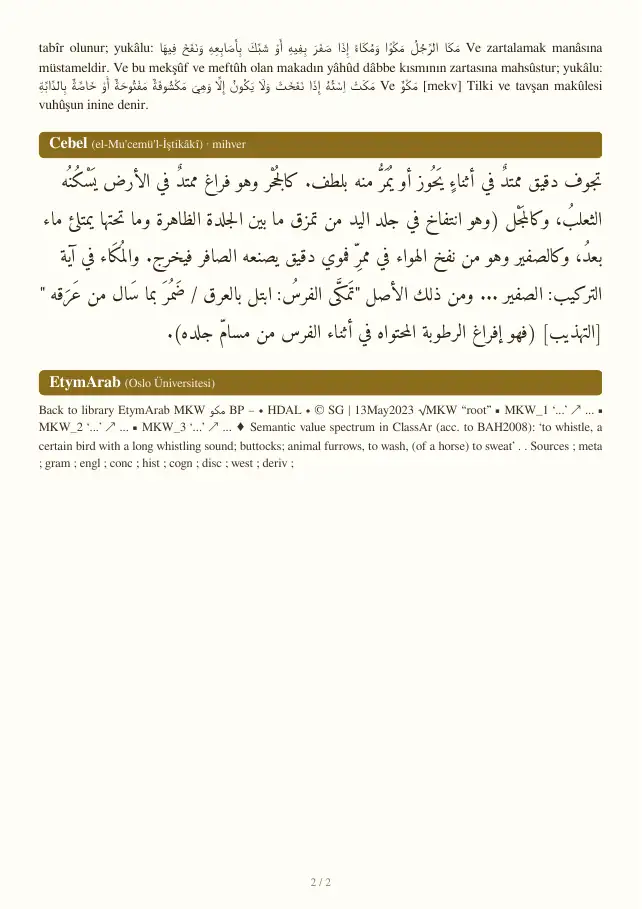 tabîr olunur; yukâlu: مَكَا الرَّجُلُ مَكْوًا وَمُكَاءً إِذَا صَفَرَ بِفِيهِ أَوْ شَبَّكَ بِأَصَابِعِهِ وَنَفَخَ فِيهَا Ve zartalamak manâsına
müstameldir. Ve bu mekşûf ve meftûh olan makadın yâhûd dâbbe kısmının zartasına mahsûstur; yukâlu:
مَكَتْ اِسْتُهُ إِذَا نَفَخَتْ وَلَا يَكُونُ إِلَّا وَهِيَ مَكْشُوفَةٌ مَفْتُوحَةٌ أَوْ خَاصَّةٌ بِالدَّابَّةِ Ve مَكْوٌ [mekv] Tilki ve tavşan makûlesi
vuhûşun inine denir.
Cebel (el-Mu'cemü'l-İştikâkî) · mihver
تجوف دقيق ممتدٌ في أثناءٍ يَحُوز أو يُمَرُّ منه بلطف. كالجُحْر وهو فراغ ممتدٌ في الأرض يَسْكُنُه
الثعلبُ، وكالمَجْل (وهو انتفاخ في جلد اليد من تمزق ما بين الجلدة الظاهرة وما تحتها يمتلئ ماء
بعدُ، وكالصفير وهو من نفخ الهواء في ممرِّ فموي دقيق يصنعه الصافر فيخرج. والمُكَاء في آية
التركيب: الصفير ... ومن ذلك الأصل "تَمَكَّى الفرسُ: ابتل بالعرق / ضَمُرَ بما سَال من عَرَقه "
[التهذيب] (فهو إفراغ الرطوبة المحتواه في أثناء الفرس من مسامّ جلده).
EtymArab (Oslo Üniversitesi)
Back to library EtymArab MKW مكو BP – • HDAL • © SG | 13May2023 √MKW “root” ▪ MKW_1 ‘...’ ↗ ... ▪
MKW_2 ‘...’ ↗ ... ▪ MKW_3 ‘...’ ↗ ... ♦ Semantic value spectrum in ClassAr (acc. to BAH2008): ‘to whistle, a
certain bird with a long whistling sound; buttocks; animal furrows, to wash, (of a horse) to sweat’ . . Sources ; meta
; gram ; engl ; conc ; hist ; cogn ; disc ; west ; deriv ;
2 / 2